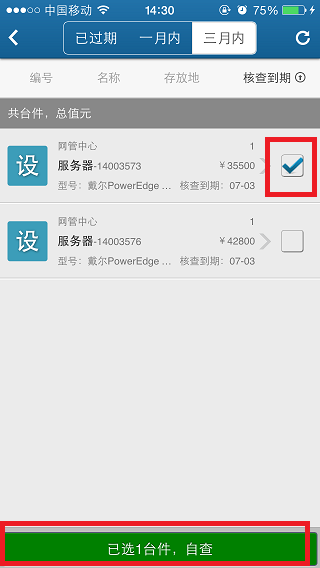 中国移动 14:30 75%
已过期 一月内 三月内
编号 名称 存放地 核查到期
共台件，总值元
网管中心 1
设 服务器-14003573 ￥35500
型号：戴尔PowerEdge ... 核查到期：07-03
网管中心 1
设 服务器-14003576 ￥42800
型号：戴尔PowerEdge ... 核查到期：07-03
已选1台件，自查